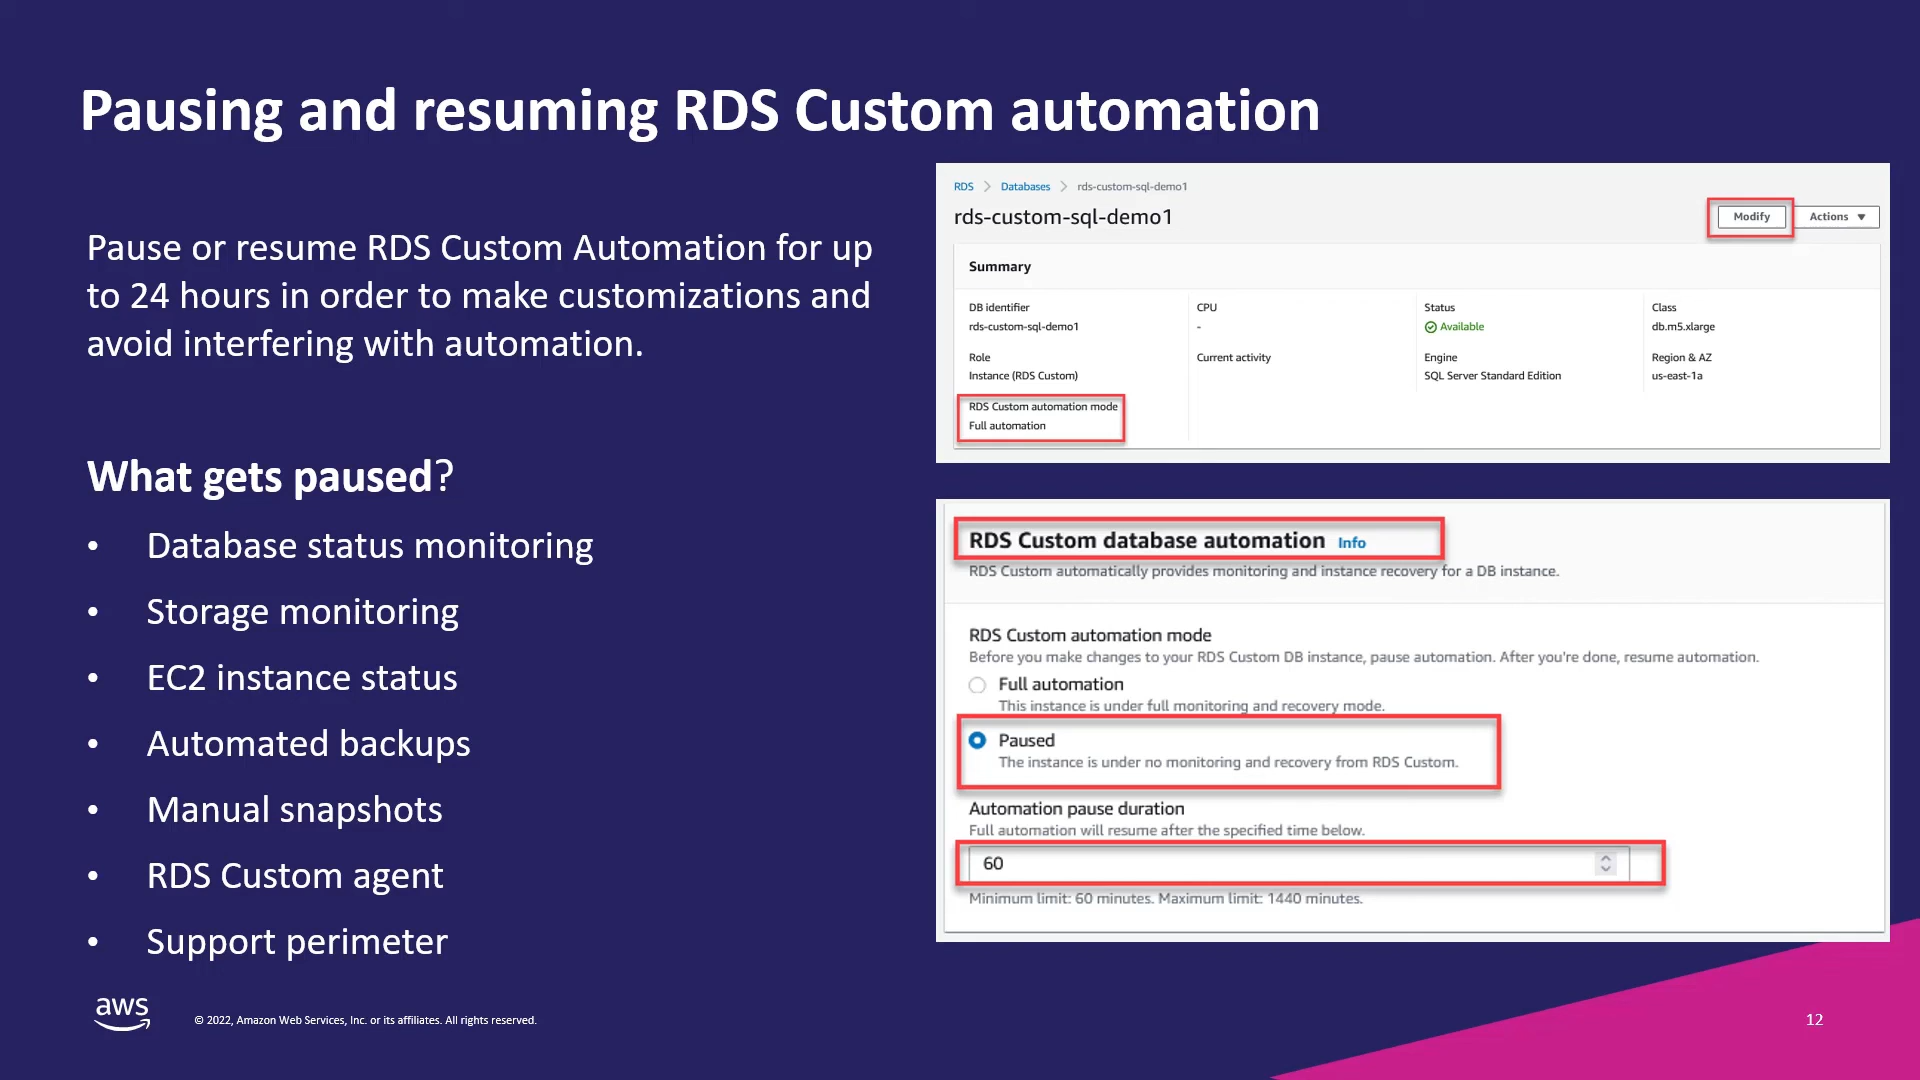 Pausing and resuming RDS Custom automation
Pause or resume RDS Custom Automation for up
to 24 hours in order to make customizations and
avoid interfering with automation.
What gets paused?
• Database status monitoring
• Storage monitoring
• EC2 instance status
• Automated backups
• Manual snapshots
• RDS Custom agent
• Support perimeter
RDS > Databases > rds-custom-sql-demo1
rds-custom-sql-demo1
Modify
Actions ▼
Summary
DB identifier
rds-custom-sql-demo1
Role
Instance (RDS Custom)
RDS Custom automation mode
Full automation
CPU
-
Current activity
Status
Available
Engine
SQL Server Standard Edition
Class
db.m5.xlarge
Region & AZ
us-east-1a
RDS Custom database automation Info
RDS Custom automatically provides monitoring and instance recovery for a DB instance.
RDS Custom automation mode
Before you make changes to your RDS Custom DB instance, pause automation. After you're done, resume automation.
Full automation
This instance is under full monitoring and recovery mode.
Paused
The instance is under no monitoring and recovery from RDS Custom.
Automation pause duration
Full automation will resume after the specified time below.
60
Minimum limit: 60 minutes. Maximum limit: 1440 minutes.
aws
© 2022, Amazon Web Services, Inc. or its affiliates. All rights reserved.
12